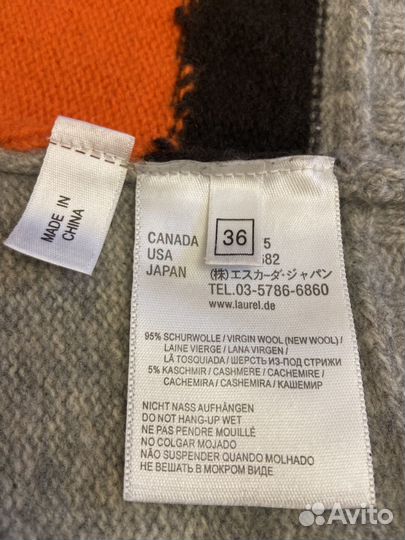 MADE IN
CHINA
36
CANADA 5
USA 682
JAPAN (株)エスカーダ・ジャパン
TEL.03-5786-6860
www.laurel.de
95% SCHURWOLLE / VIRGIN WOOL (NEW WOOL) /
LAINE VIERGE / LANA VIRGEN /
LÃ TOSQUIADA / ШЕРСТЬ ИЗ-ПОД СТРИЖКИ
5% KASCHMIR / CASHMERE / CACHEMIRE /
CACHEMIRA / CASHMIRA / КАШЕМИР
NICHT NASS AUFHÄNGEN
DO NOT HANG-UP WET
NE PAS PENDRE MOUILLÉ
NO COLGAR MOJADO
NÃO SUSPENDER QUANDO MOLHADO
НЕ ВЕШАТЬ В МОКРОМ ВИДЕ
Avito